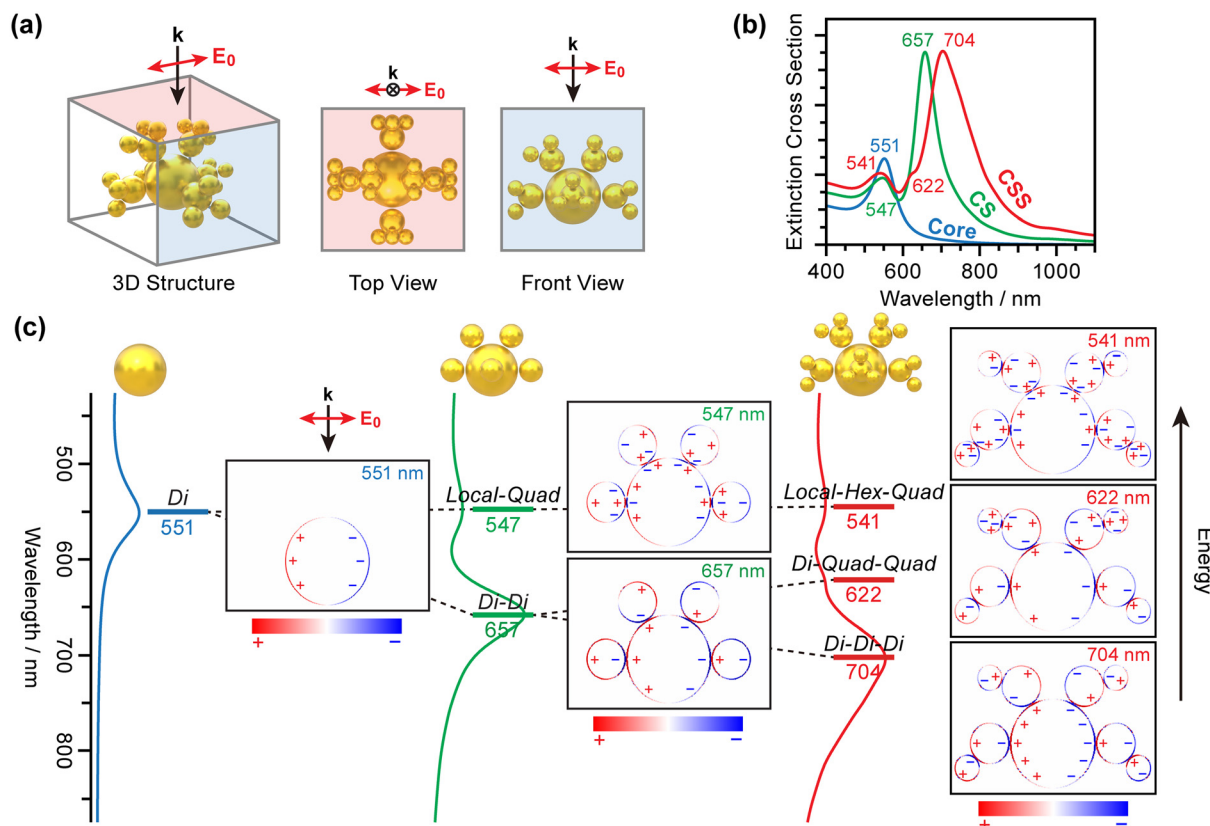 (a)
k
E0
k
E0
k
E0
3D Structure
Top View
Front View
(b)
Extinction Cross Section
657
704
551
541
622
547
CSS
CS
Core
400
600
800
1000
Wavelength / nm
(c)
Wavelength / nm
500
600
700
800
Di
551
k
E0
551 nm
+
+
+
−
−
−
+
−
Local-Quad
547
Di-Di
657
547 nm
657 nm
+
−
Local-Hex-Quad
541
Di-Quad-Quad
622
Di-Di-Di
704
541 nm
622 nm
704 nm
+
−
Energy